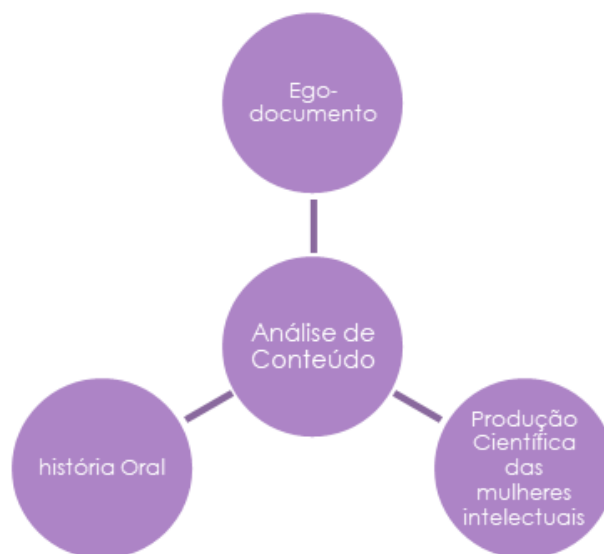 Ego-
documento
Análise de
Conteúdo
história Oral
Produção
Científica
das
mulheres
intelectuais